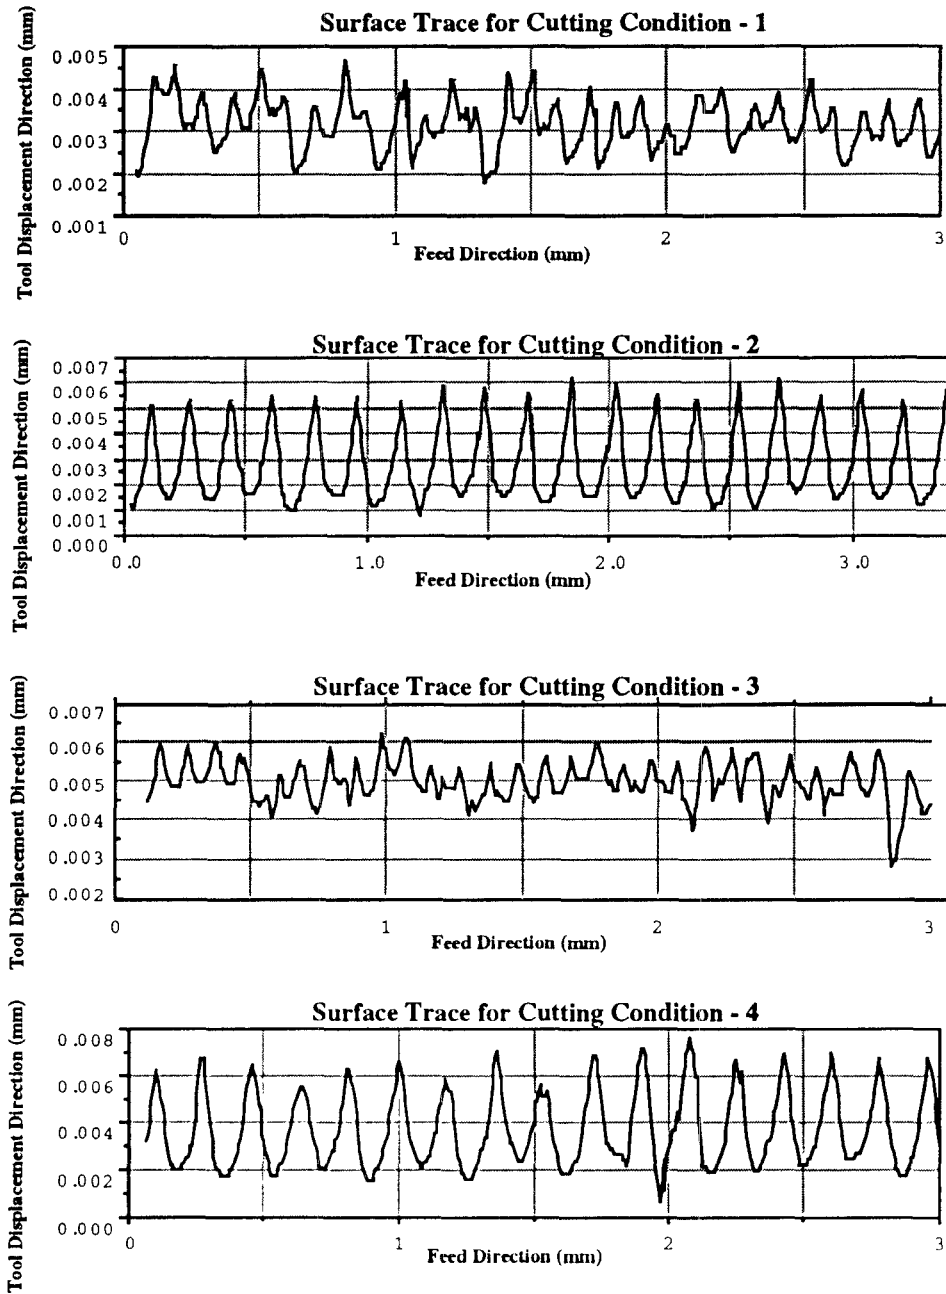 Surface Trace for Cutting Condition - 1
Tool Displacement Direction (mm)
0.005
0.004
0.003
0.002
0.001
0 1 2 3
Feed Direction (mm)
Surface Trace for Cutting Condition - 2
Tool Displacement Direction (mm)
0.007
0.006
0.005
0.004
0.003
0.002
0.001
0.000
0.0 1.0 2.0 3.0
Feed Direction (mm)
Surface Trace for Cutting Condition - 3
Tool Displacement Direction (mm)
0.007
0.006
0.005
0.004
0.003
0.002
0 1 2 3
Feed Direction (mm)
Surface Trace for Cutting Condition - 4
Tool Displacement Direction (mm)
0.008
0.006
0.004
0.002
0.000
0 1 2 3
Feed Direction (mm)